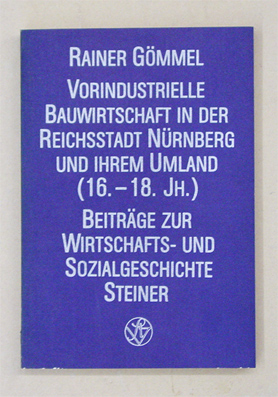 RAINER GÖMMEL
VORINDUSTRIELLE
BAUWIRTSCHAFT IN DER
REICHSSTADT NÜRNBERG
UND IHREM UMLAND
(16.–18. JH.)
BEITRÄGE ZUR
WIRTSCHAFTS- UND
SOZIALGESCHICHTE
STEINER